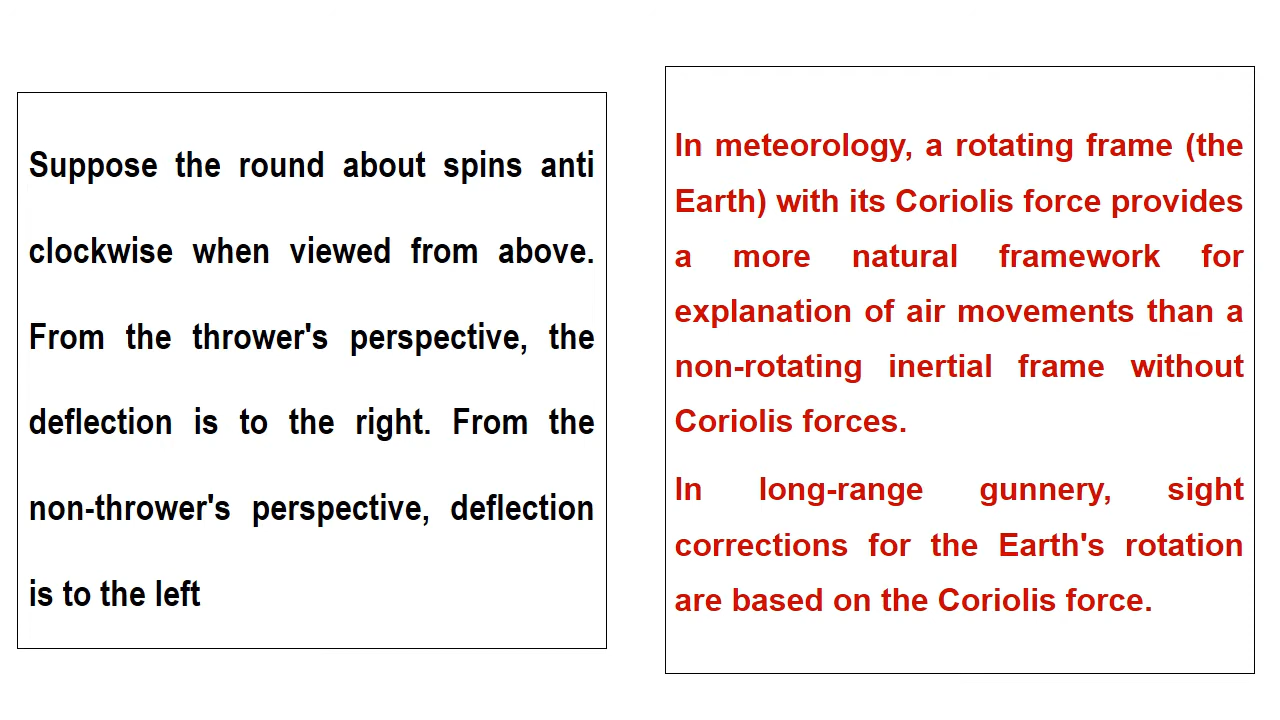 Suppose the round about spins anti
clockwise when viewed from above.
From the thrower's perspective, the
deflection is to the right. From the
non-thrower's perspective, deflection
is to the left
In meteorology, a rotating frame (the
Earth) with its Coriolis force provides
a more natural framework for
explanation of air movements than a
non-rotating inertial frame without
Coriolis forces.
In long-range gunnery, sight
corrections for the Earth's rotation
are based on the Coriolis force.